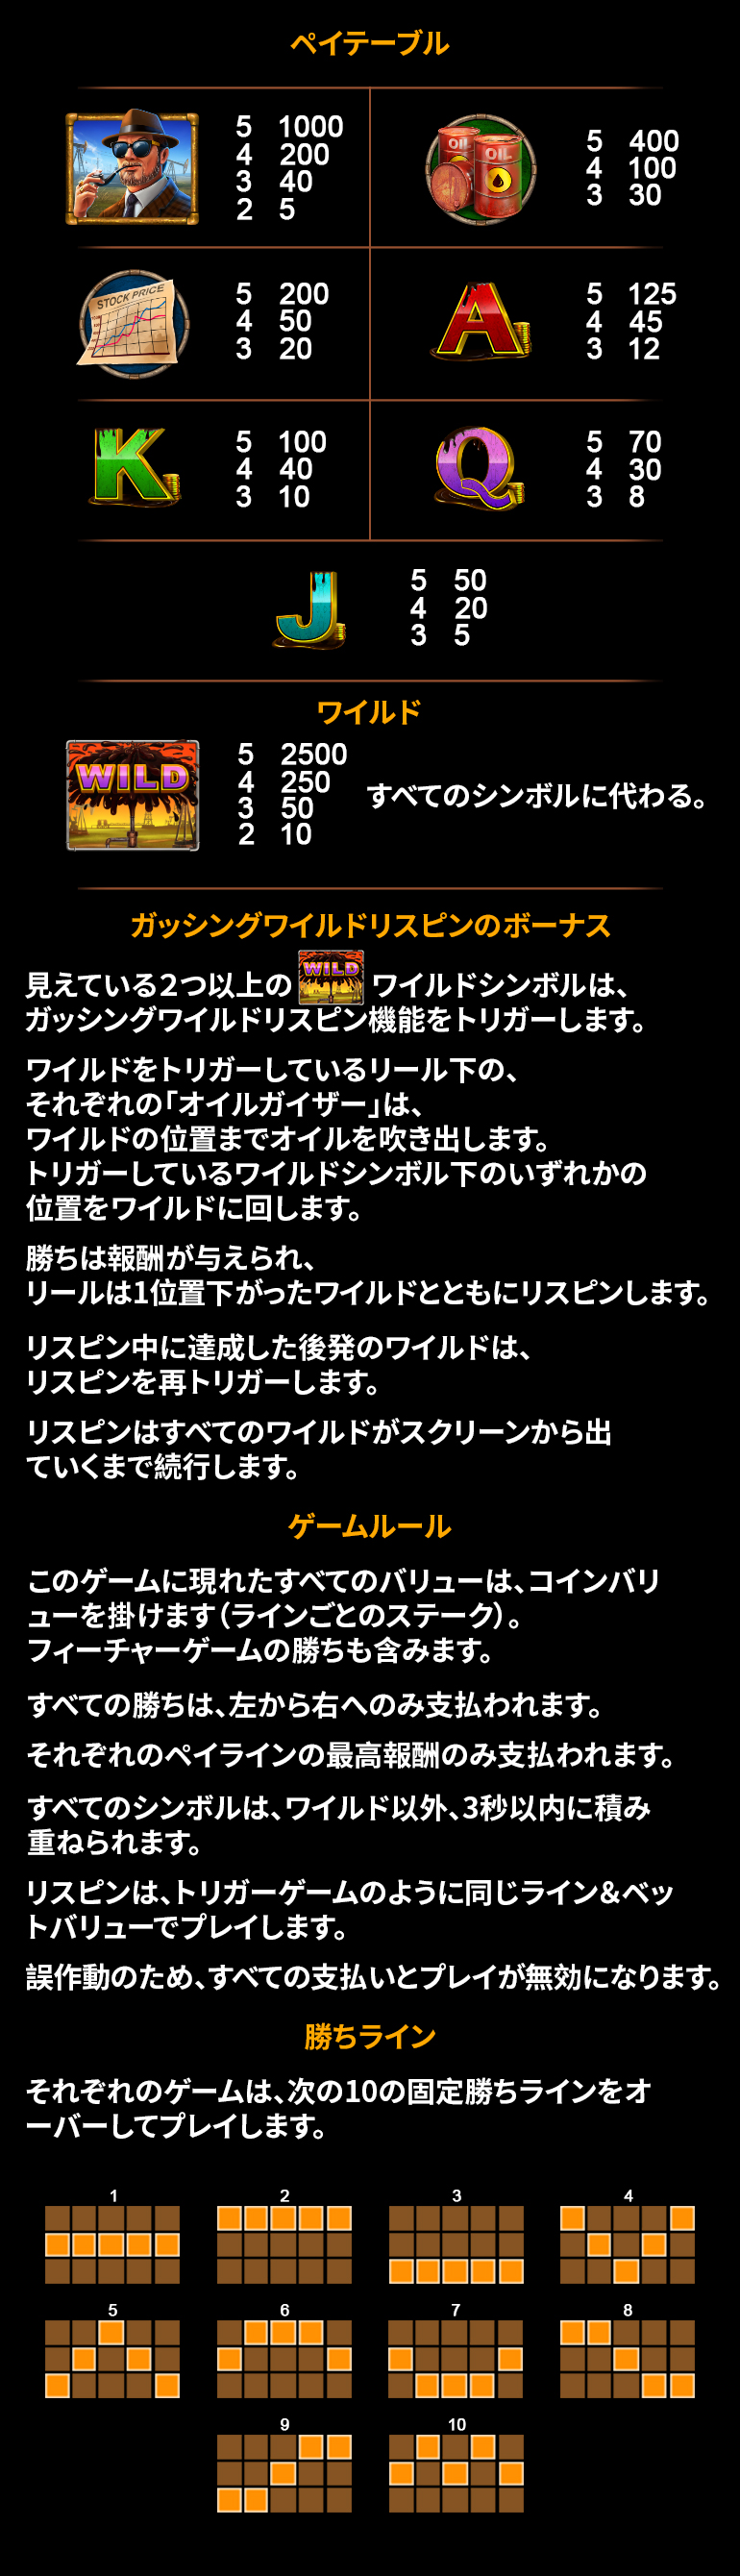 ペイテーブル
5 1000
4 200
3 40
2 5
OIL
OIL
5 400
4 100
3 30
STOCK PRICE
5 200
4 50
3 20
A
5 125
4 45
3 12
K
5 100
4 40
3 10
Q
5 70
4 30
3 8
J
5 50
4 20
3 5
ワイルド
WILD
5 2500
4 250
3 50
2 10
すべてのシンボルに代わる。
ガッシングワイルドリスピンのボーナス
見えている2つ以上の WILD ワイルドシンボルは、
ガッシングワイルドリスピン機能をトリガーします。
ワイルドをトリガーしているリール下の、
それぞれの「オイルガイザー」は、
ワイルドの位置までオイルを吹き出します。
トリガーしているワイルドシンボル下のいずれかの
位置をワイルドに回します。
勝ちは報酬が与えられ、
リールは1位置下がったワイルドとともにリスピンします。
リスピン中に達成した後発のワイルドは、
リスピンを再トリガーします。
リスピンはすべてのワイルドがスクリーンから出
ていくまで続行します。
ゲームルール
このゲームに現れたすべてのバリューは、コインバリ
ューを掛けます（ラインごとのステーク）。
フィーチャーゲームの勝ちも含みます。
すべての勝ちは、左から右へのみ支払われます。
それぞれのペイラインの最高報酬のみ支払われます。
すべてのシンボルは、ワイルド以外、3秒以内に積み
重ねられます。
リスピンは、トリガーゲームのように同じライン&ベッ
トバリューでプレイします。
誤作動のため、すべての支払いとプレイが無効になります。
勝ちライン
それぞれのゲームは、次の10の固定勝ちラインをオ
ーバーしてプレイします。
1 2 3 4
5 6 7 8
9 10